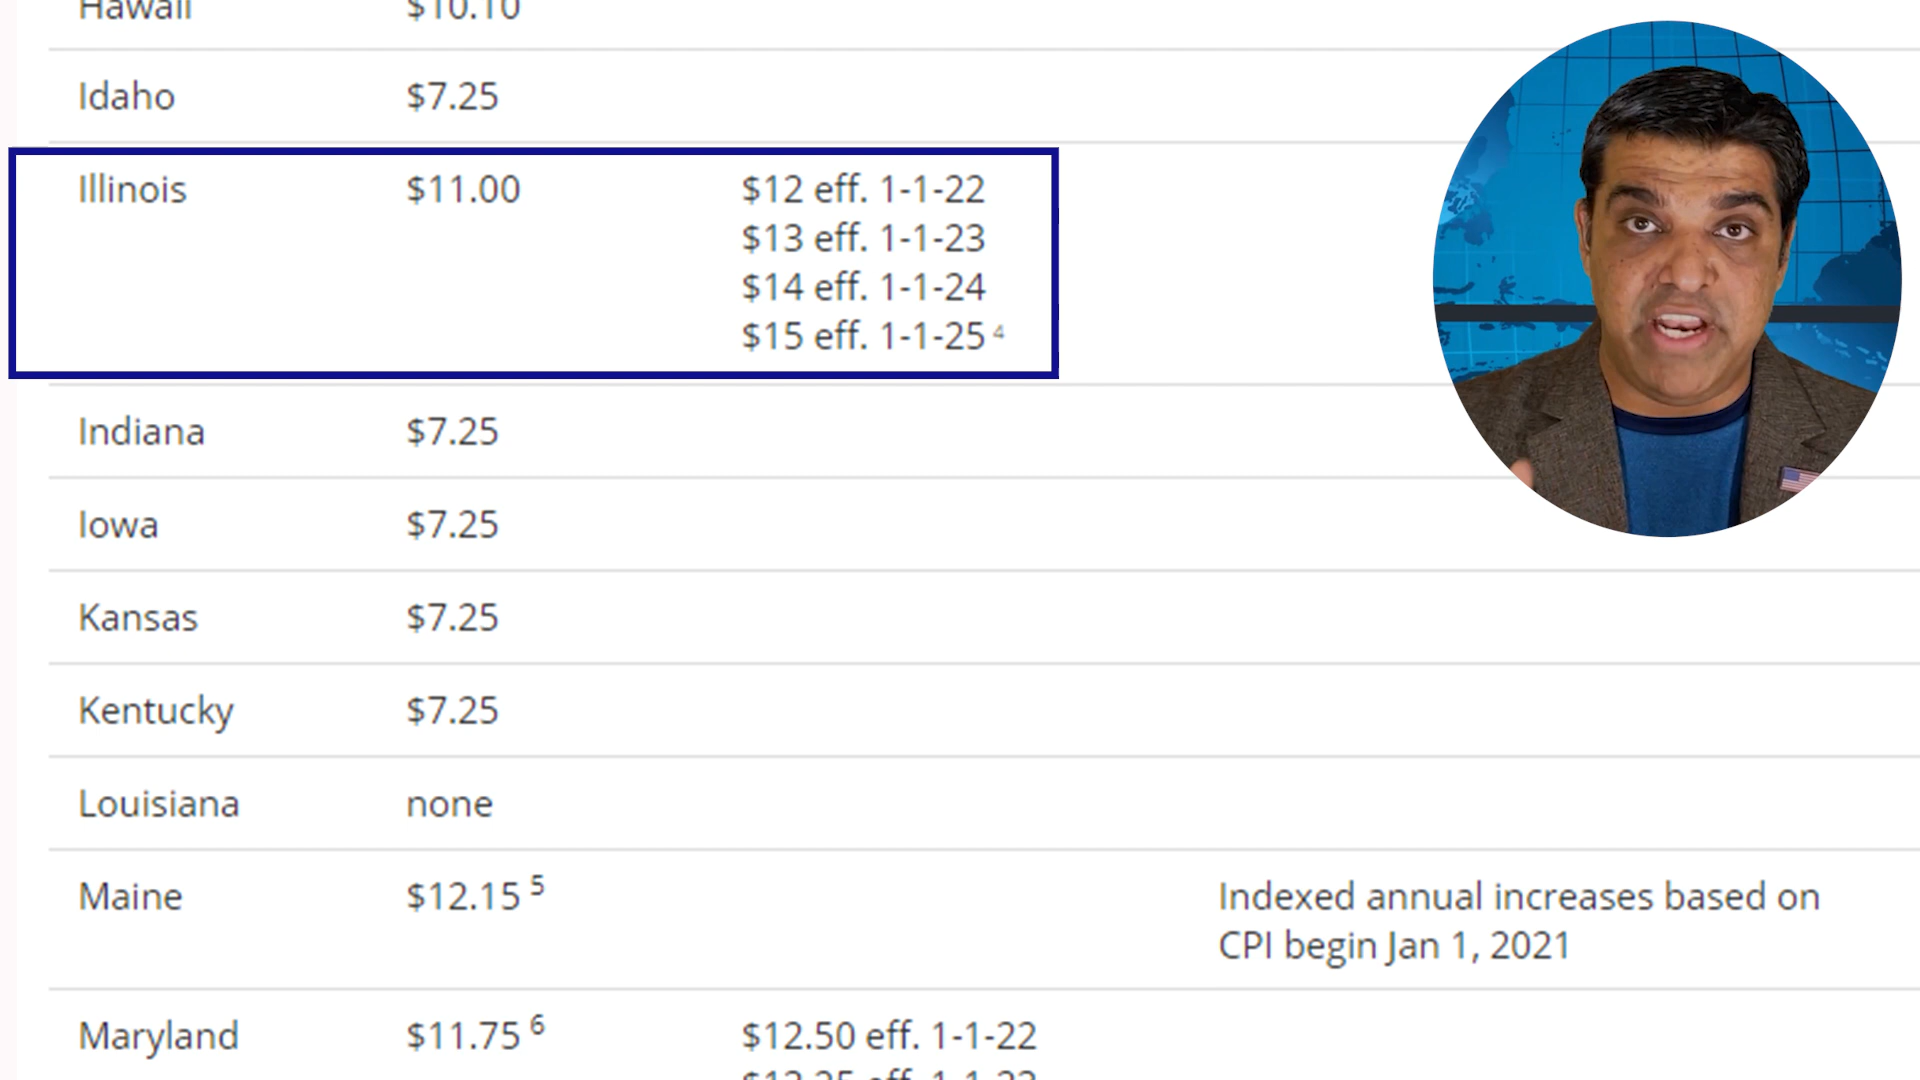 Hawaii $10.10
Idaho $7.25
Illinois $11.00 $12 eff. 1-1-22
$13 eff. 1-1-23
$14 eff. 1-1-24
$15 eff. 1-1-25 4
Indiana $7.25
Iowa $7.25
Kansas $7.25
Kentucky $7.25
Louisiana none
Maine $12.15 5 Indexed annual increases based on
CPI begin Jan 1, 2021
Maryland $11.75 6 $12.50 eff. 1-1-22